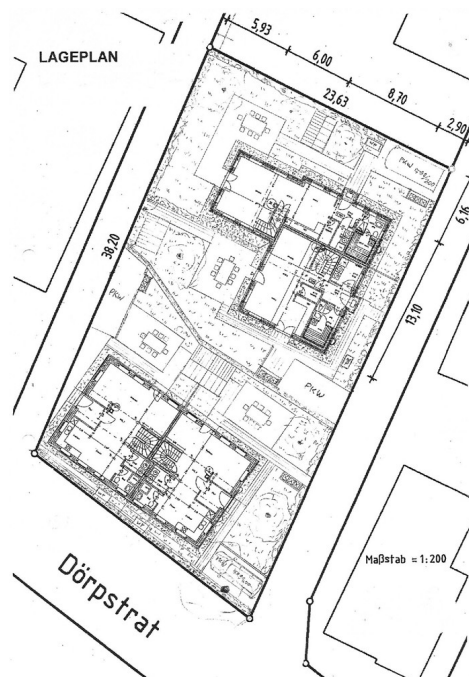 LAGEPLAN
5,93
6,00
23,63
8,70
2,90
6,16
38,20
13,10
PKW
PKW
PKW
Maßstab = 1:200
Dörpstrat